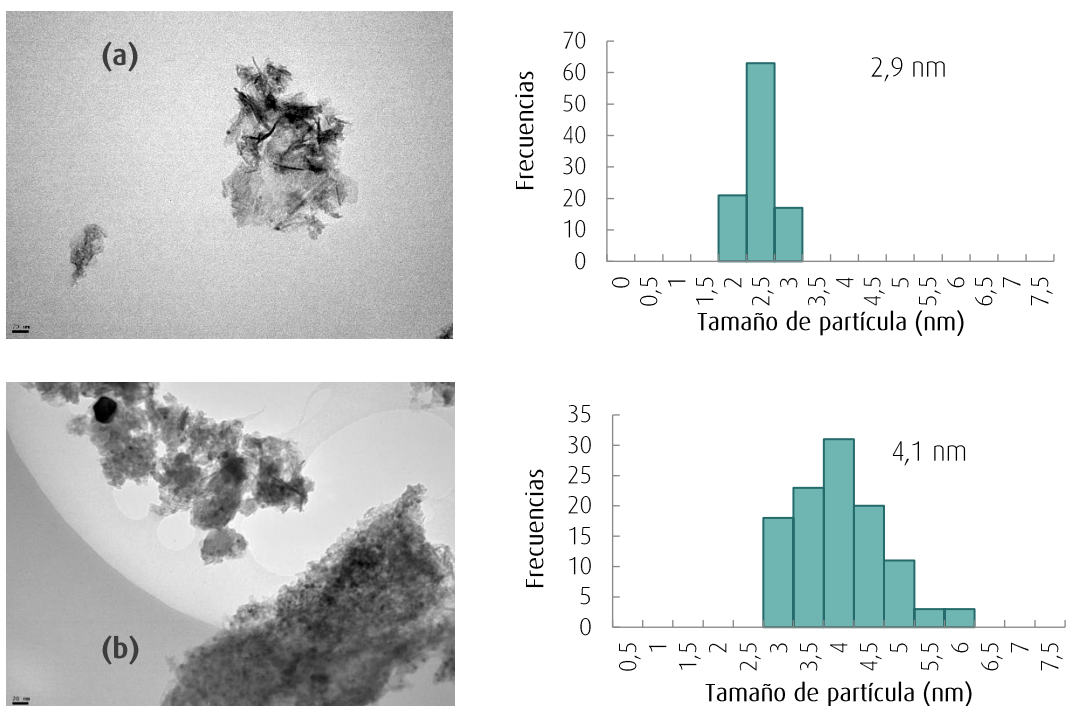 (a)
2,9 nm
Frecuencias
70
60
50
40
30
20
10
0
0 0,5 1 1,5 2 2,5 3 3,5 4 4,5 5 5,5 6 6,5 7 7,5
Tamaño de partícula (nm)
(b)
20 nm
4,1 nm
Frecuencias
35
30
25
20
15
10
5
0
0,5 1 1,5 2 2,5 3 3,5 4 4,5 5 5,5 6 6,5 7 7,5
Tamaño de partícula (nm)